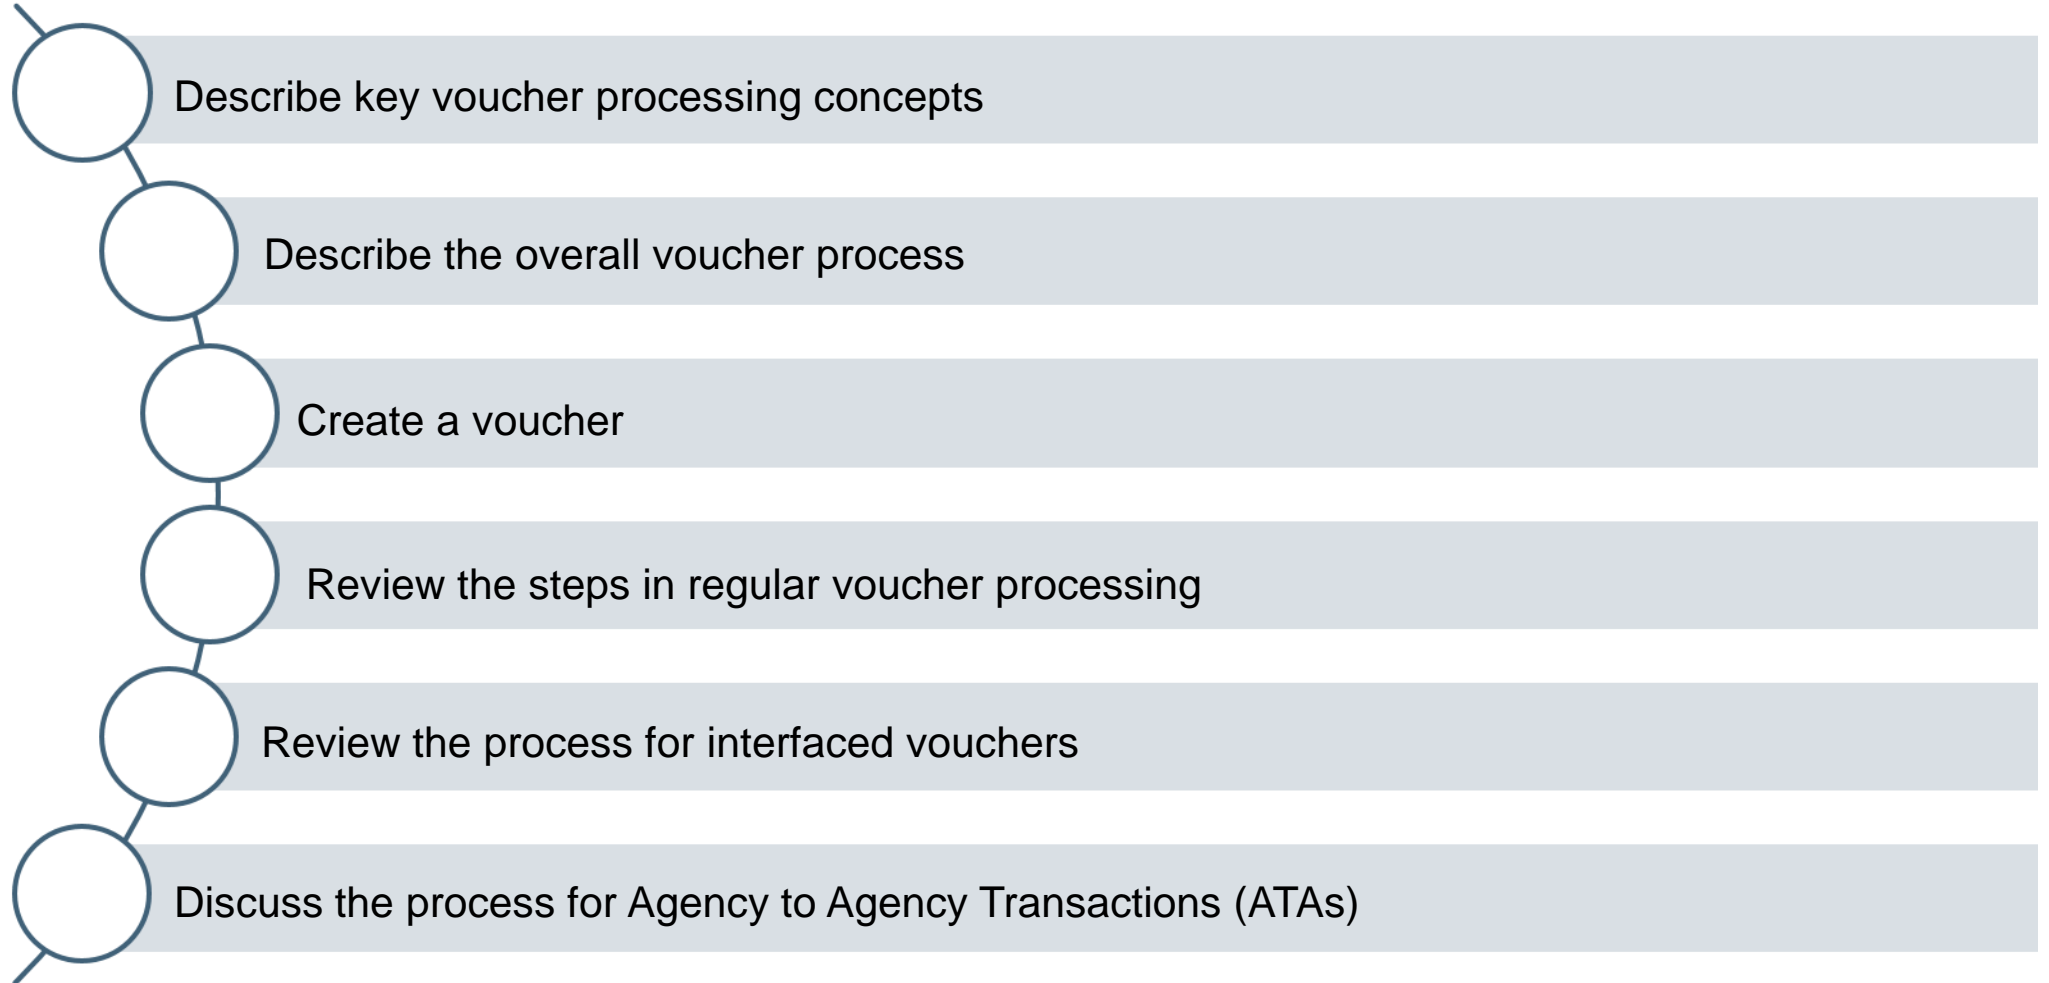 Describe key voucher processing concepts
Describe the overall voucher process
Create a voucher
Review the steps in regular voucher processing
Review the process for interfaced vouchers
Discuss the process for Agency to Agency Transactions (ATAs)